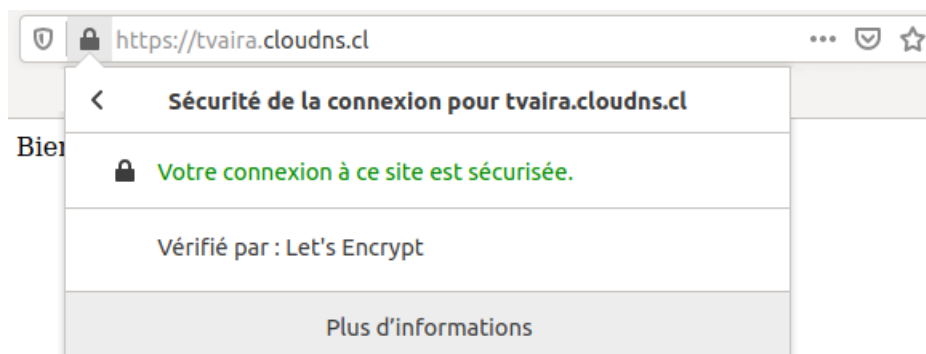 https://tvaira.cloudns.cl
Sécurité de la connexion pour tvaira.cloudns.cl
Votre connexion à ce site est sécurisée.
Vérifié par : Let's Encrypt
Plus d’informations